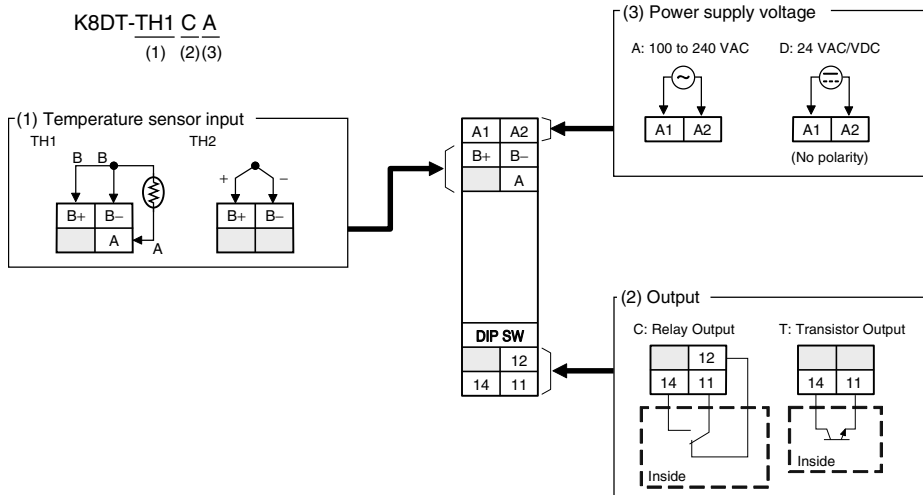 K8DT-TH1 C A
(1) (2)(3)
(1) Temperature sensor input
TH1
TH2
B B
B+ B−
A
A
+ −
B+ B−
A1 A2
B+ B−
A
DIP SW
12
14 11
(3) Power supply voltage
A: 100 to 240 VAC
D: 24 VAC/VDC
A1 A2
A1 A2
(No polarity)
(2) Output
C: Relay Output
T: Transistor Output
12
14 11
Inside
14 11
Inside